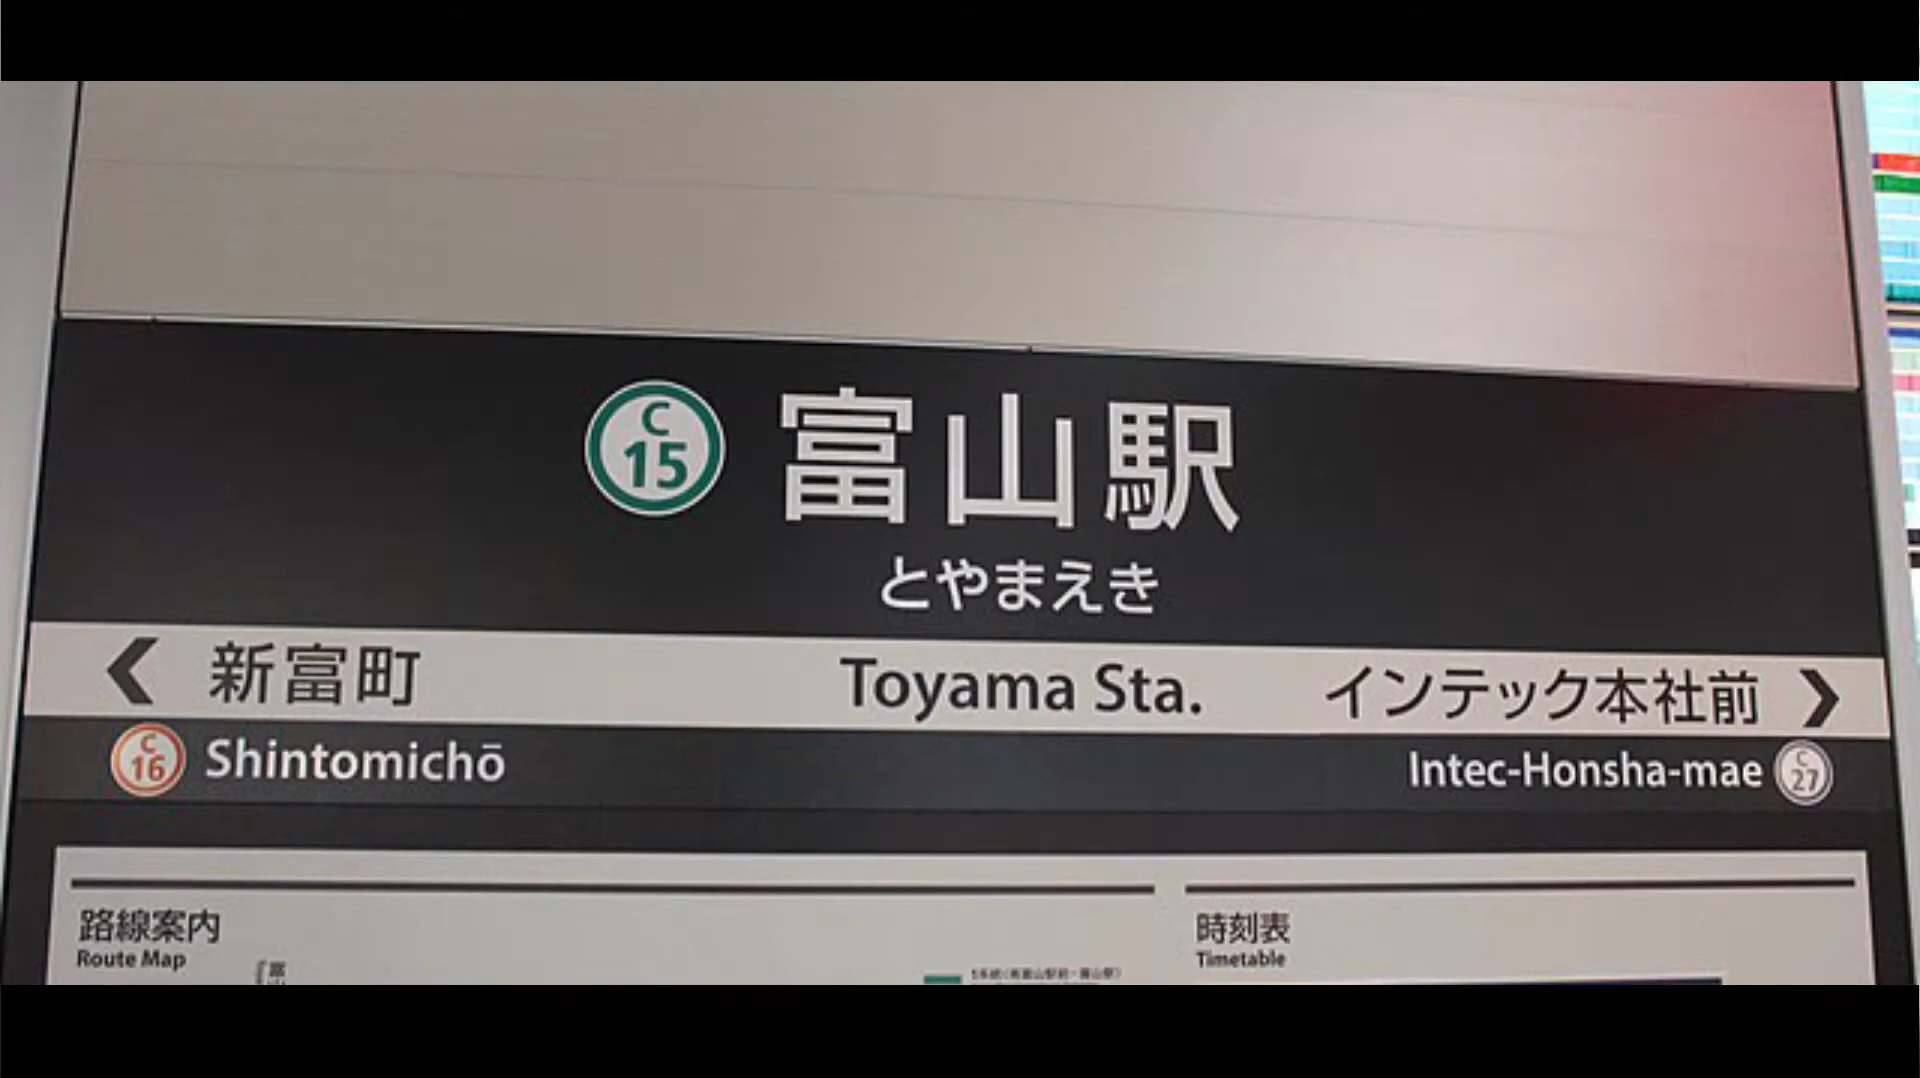 C
15
富山駅
とやまえき
新富町
Toyama Sta.
インテック本社前
C
16
Shintomichō
Intec-Honsha-mae
C
27
路線案内
Route Map
時刻表
Timetable